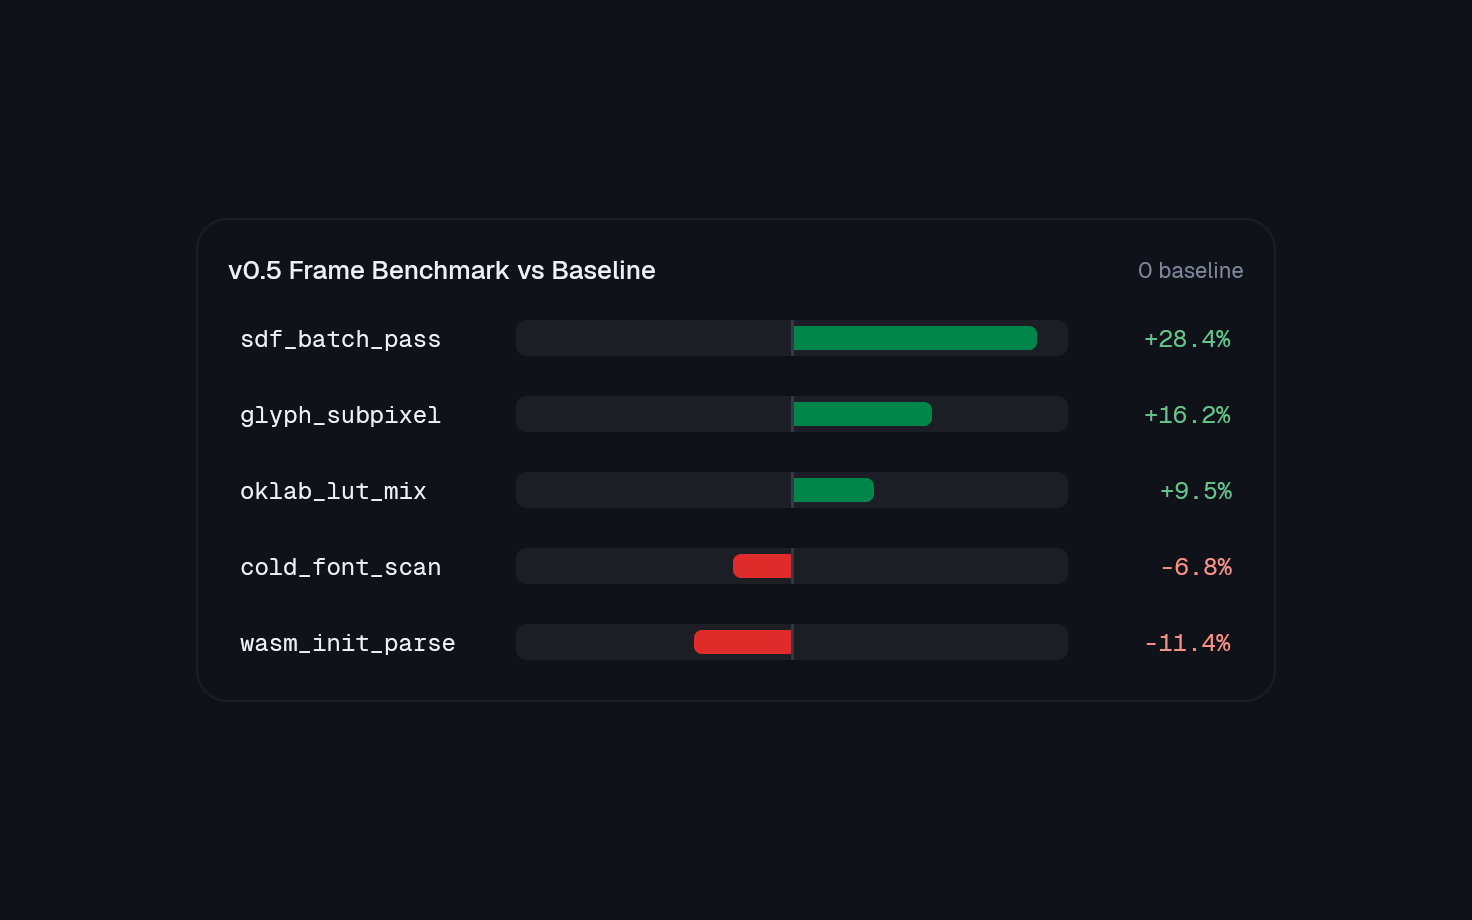 v0.5 Frame Benchmark vs Baseline
0 baseline
sdf_batch_pass +28.4%
glyph_subpixel +16.2%
oklab_lut_mix +9.5%
cold_font_scan -6.8%
wasm_init_parse -11.4%